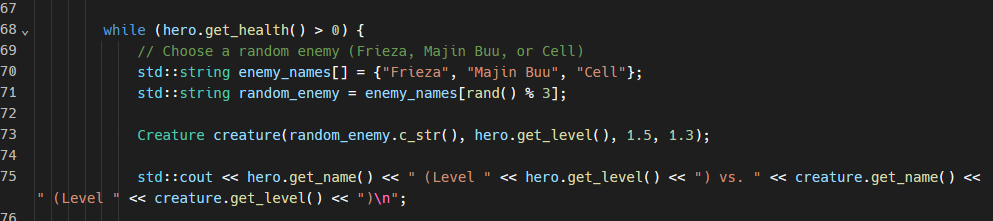 67
68 while (hero.get_health() > 0) {
69 // Choose a random enemy (Frieza, Majin Buu, or Cell)
70 std::string enemy_names[] = {"Frieza", "Majin Buu", "Cell"};
71 std::string random_enemy = enemy_names[rand() % 3];
72
73 Creature creature(random_enemy.c_str(), hero.get_level(), 1.5, 1.3);
74
75 std::cout << hero.get_name() << " (Level " << hero.get_level() << ") vs. " << creature.get_name() <<
" (Level " << creature.get_level() << ")\n";
76